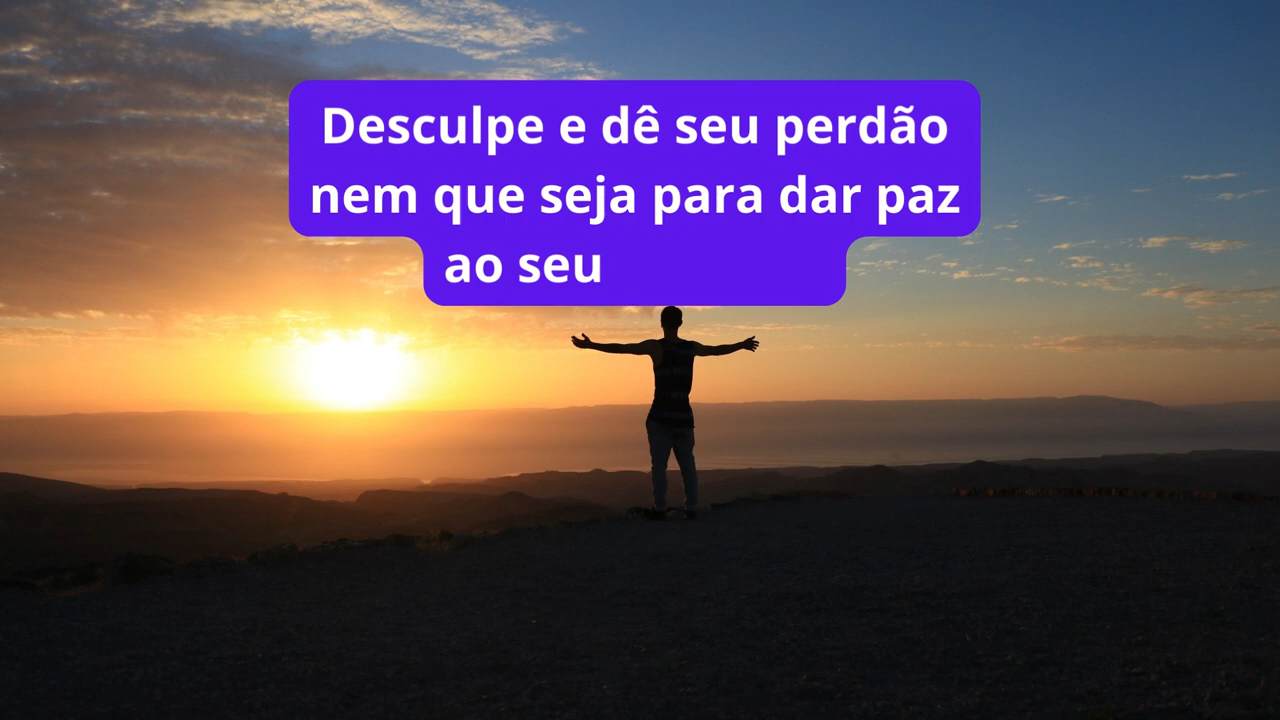 Desculpe e dê seu perdão
nem que seja para dar paz
ao seu